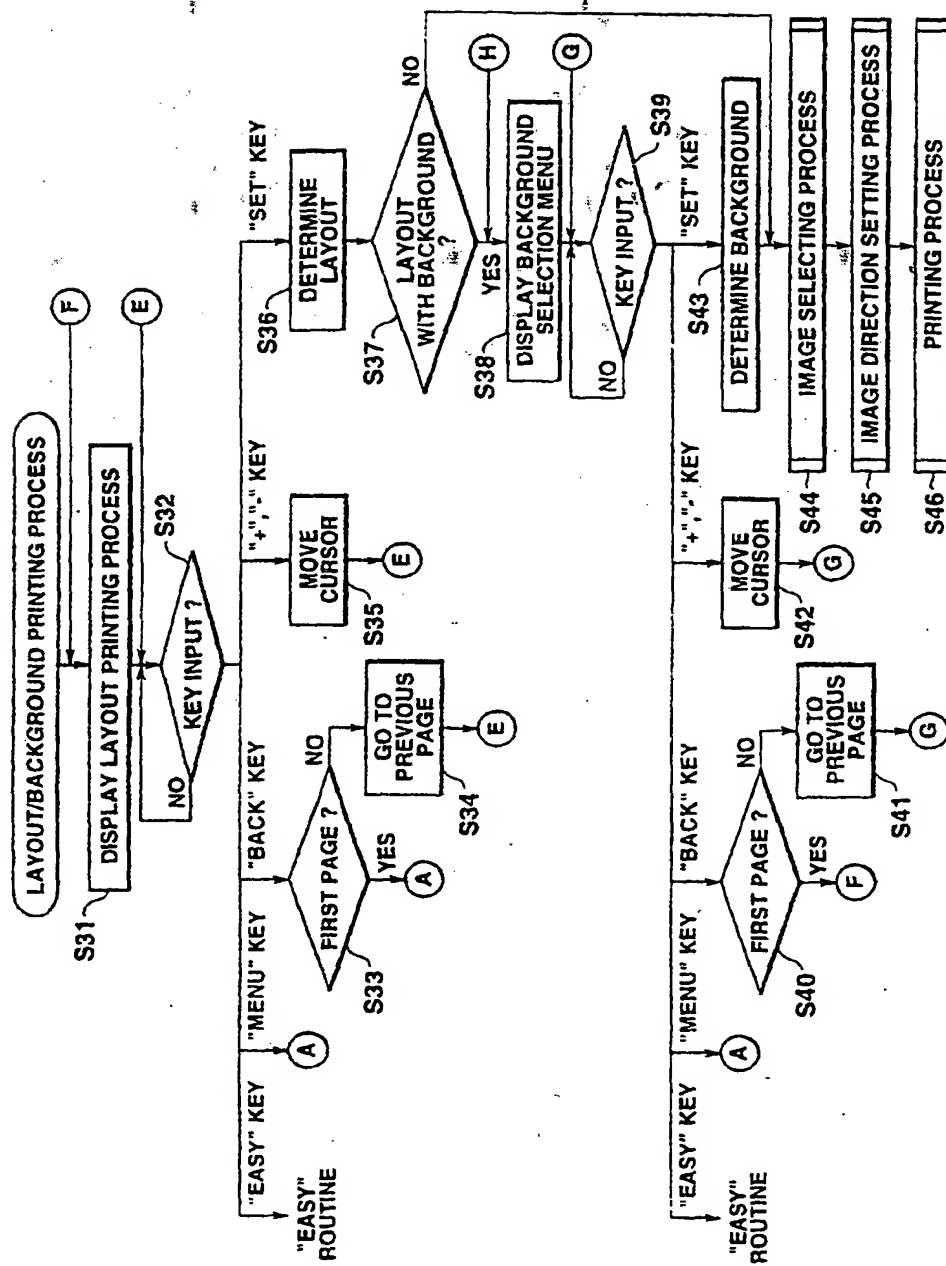 LAYOUT/BACKGROUND PRINTING PROCESS
F
S31
DISPLAY LAYOUT PRINTING PROCESS
E
S32
KEY INPUT ?
NO
"EASY" KEY
"MENU" KEY
"BACK" KEY
"+","-" KEY
"SET" KEY
"EASY"
ROUTINE
A
S33
FIRST PAGE ?
NO
YES
A
S34
GO TO
PREVIOUS
PAGE
E
S35
MOVE
CURSOR
E
S36
DETERMINE
LAYOUT
S37
LAYOUT
WITH BACKGROUND
?
NO
YES
H
S38
DISPLAY BACKGROUND
SELECTION MENU
G
S39
KEY INPUT ?
NO
"EASY" KEY
"MENU" KEY
"BACK" KEY
"+","-" KEY
"SET" KEY
"EASY"
ROUTINE
A
S40
FIRST PAGE ?
NO
YES
F
S41
GO TO
PREVIOUS
PAGE
G
S42
MOVE
CURSOR
G
S43
DETERMINE BACKGROUND
S44
IMAGE SELECTING PROCESS
S45
IMAGE DIRECTION SETTING PROCESS
S46
PRINTING PROCESS